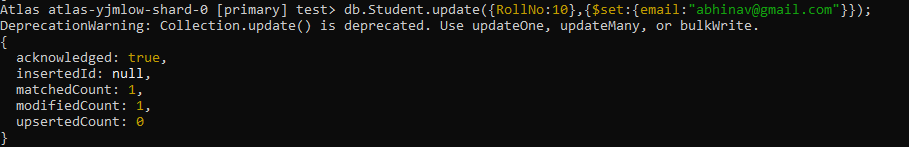 Atlas atlas-yjmlow-shard-0 [primary] test> db.Student.update({RollNo:10},{$set:{email:"abhinav@gmail.com"}});
DeprecationWarning: Collection.update() is deprecated. Use updateOne, updateMany, or bulkWrite.
{
  acknowledged: true,
  insertedId: null,
  matchedCount: 1,
  modifiedCount: 1,
  upsertedCount: 0
}